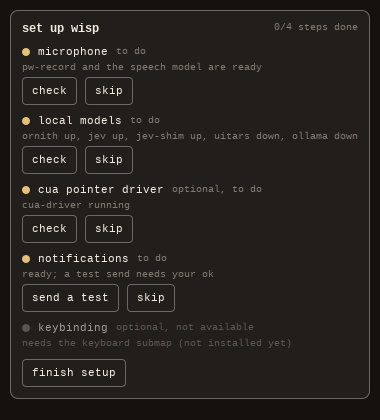 set up wisp 0/4 steps done
microphone to do
pw-record and the speech model are ready
check skip
local models to do
ornith up, jev up, jev-shim up, uitars down, ollama down
check skip
cua pointer driver optional, to do
cua-driver running
check skip
notifications to do
ready; a test send needs your ok
send a test skip
keybinding optional, not available
needs the keyboard submap (not installed yet)
finish setup